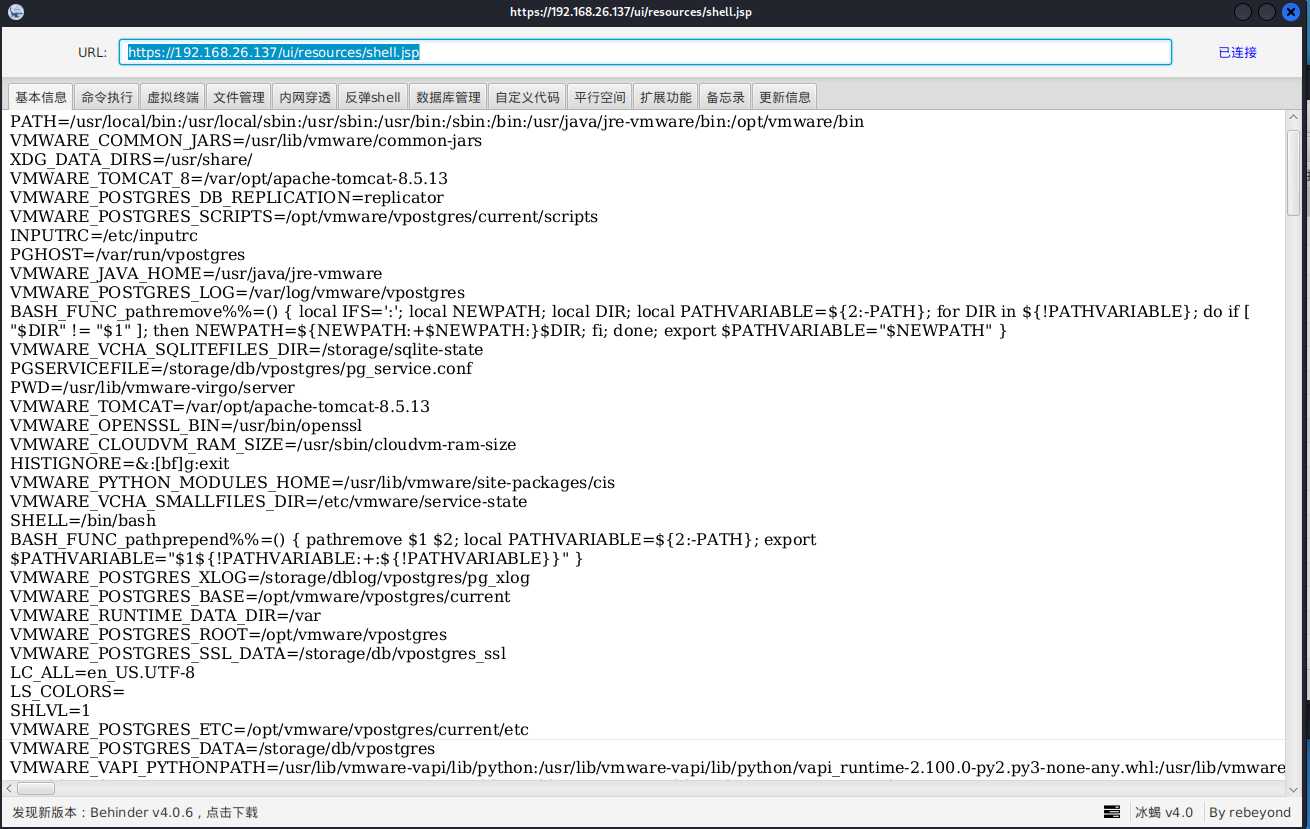 https://192.168.26.137/ui/resources/shell.jsp
URL:
https://192.168.26.137/ui/resources/shell.jsp
已连接
基本信息 命令执行 虚拟终端 文件管理 内网穿透 反弹shell 数据库管理 自定义代码 平行空间 扩展功能 备忘录 更新信息
PATH=/usr/local/bin:/usr/local/sbin:/usr/sbin:/usr/bin:/sbin:/bin:/usr/java/jre-vmware/bin:/opt/vmware/bin
VMWARE_COMMON_JARS=/usr/lib/vmware/common-jars
XDG_DATA_DIRS=/usr/share/
VMWARE_TOMCAT_8=/var/opt/apache-tomcat-8.5.13
VMWARE_POSTGRES_DB_REPLICATION=replicator
VMWARE_POSTGRES_SCRIPTS=/opt/vmware/vpostgres/current/scripts
INPUTRC=/etc/inputrc
PGHOST=/var/run/vpostgres
VMWARE_JAVA_HOME=/usr/java/jre-vmware
VMWARE_POSTGRES_LOG=/var/log/vmware/vpostgres
BASH_FUNC_pathremove%%=() { local IFS=':'; local NEWPATH; local DIR; local PATHVARIABLE=${2:-PATH}; for DIR in ${!PATHVARIABLE}; do if [
"$DIR" != "$1" ]; then NEWPATH=${NEWPATH:+$NEWPATH:}$DIR; fi; done; export $PATHVARIABLE="$NEWPATH" }
VMWARE_VCHA_SQLITEFILES_DIR=/storage/sqlite-state
PGSERVICEFILE=/storage/db/vpostgres/pg_service.conf
PWD=/usr/lib/vmware-virgo/server
VMWARE_TOMCAT=/var/opt/apache-tomcat-8.5.13
VMWARE_OPENSSL_BIN=/usr/bin/openssl
VMWARE_CLOUDVM_RAM_SIZE=/usr/sbin/cloudvm-ram-size
HISTIGNORE=&:[bf]g:exit
VMWARE_PYTHON_MODULES_HOME=/usr/lib/vmware/site-packages/cis
VMWARE_VCHA_SMALLFILES_DIR=/etc/vmware/service-state
SHELL=/bin/bash
BASH_FUNC_pathprepend%%=() { pathremove $1 $2; local PATHVARIABLE=${2:-PATH}; export
$PATHVARIABLE="$1${!PATHVARIABLE:+:${!PATHVARIABLE}}" }
VMWARE_POSTGRES_XLOG=/storage/dblog/vpostgres/pg_xlog
VMWARE_POSTGRES_BASE=/opt/vmware/vpostgres/current
VMWARE_RUNTIME_DATA_DIR=/var
VMWARE_POSTGRES_ROOT=/opt/vmware/vpostgres
VMWARE_POSTGRES_SSL_DATA=/storage/db/vpostgres_ssl
LC_ALL=en_US.UTF-8
LS_COLORS=
SHLVL=1
VMWARE_POSTGRES_ETC=/opt/vmware/vpostgres/current/etc
VMWARE_POSTGRES_DATA=/storage/db/vpostgres
VMWARE_VAPI_PYTHONPATH=/usr/lib/vmware-vapi/lib/python:/usr/lib/vmware-vapi/lib/python/vapi_runtime-2.100.0-py2.py3-none-any.whl:/usr/lib/vmware
发现新版本：Behinder v4.0.6，点击下载
冰蝎 v4.0
By rebeyond